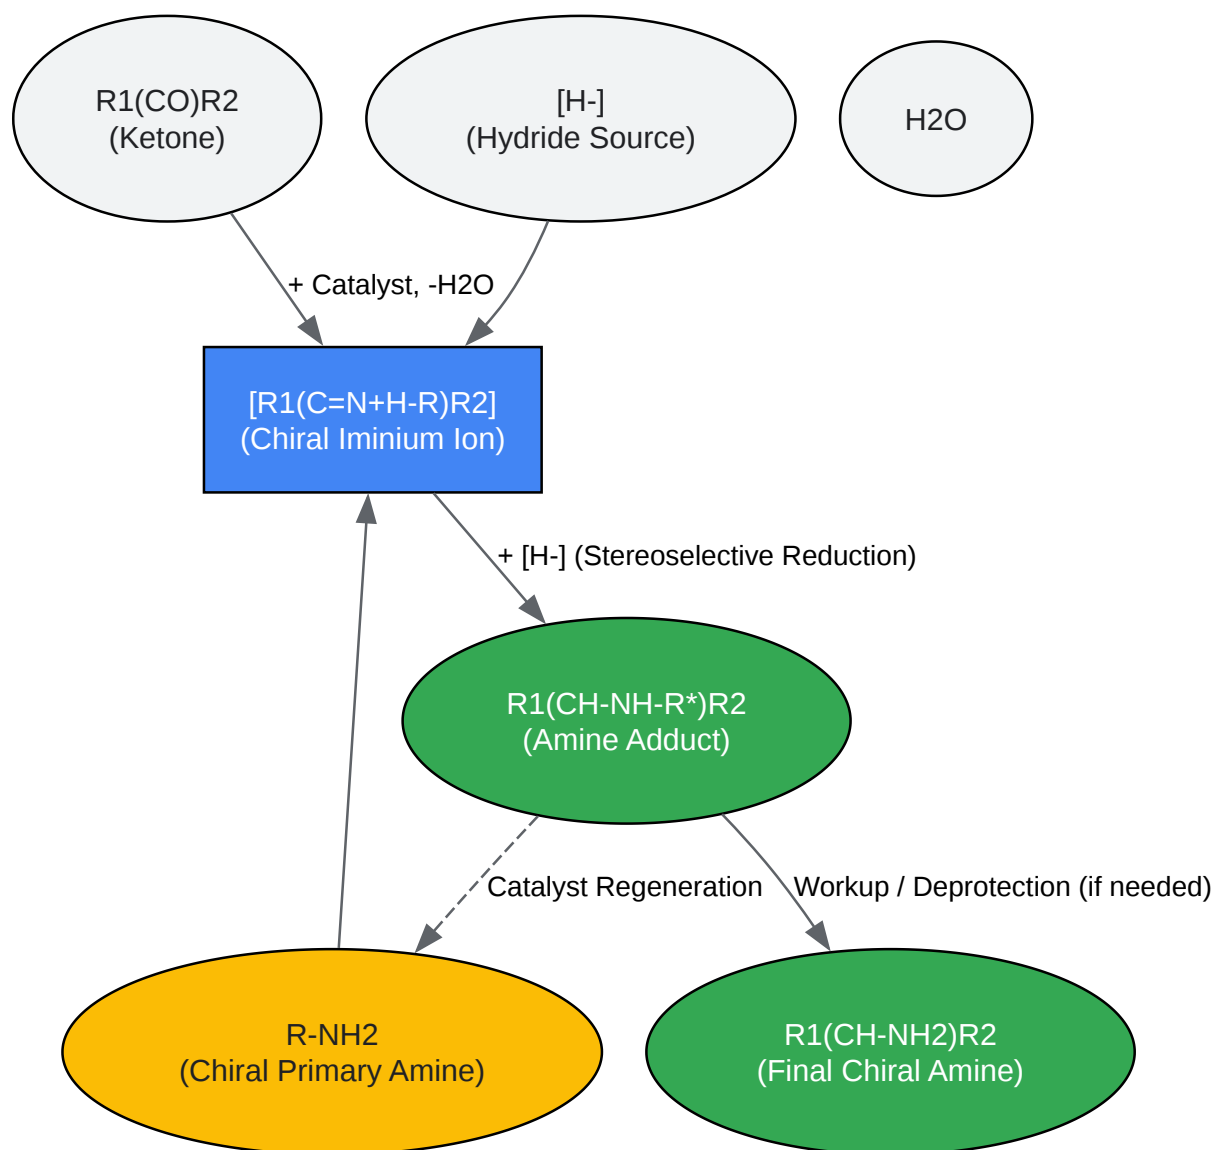 R1(CO)R2
(Ketone)
[H-]
(Hydride Source)
H2O
+ Catalyst, -H2O
[R1(C=N+H-R)R2]
(Chiral Iminium Ion)
+ [H-] (Stereoselective Reduction)
R1(CH-NH-R*)R2
(Amine Adduct)
Catalyst Regeneration
Workup / Deprotection (if needed)
R-NH2
(Chiral Primary Amine)
R1(CH-NH2)R2
(Final Chiral Amine)